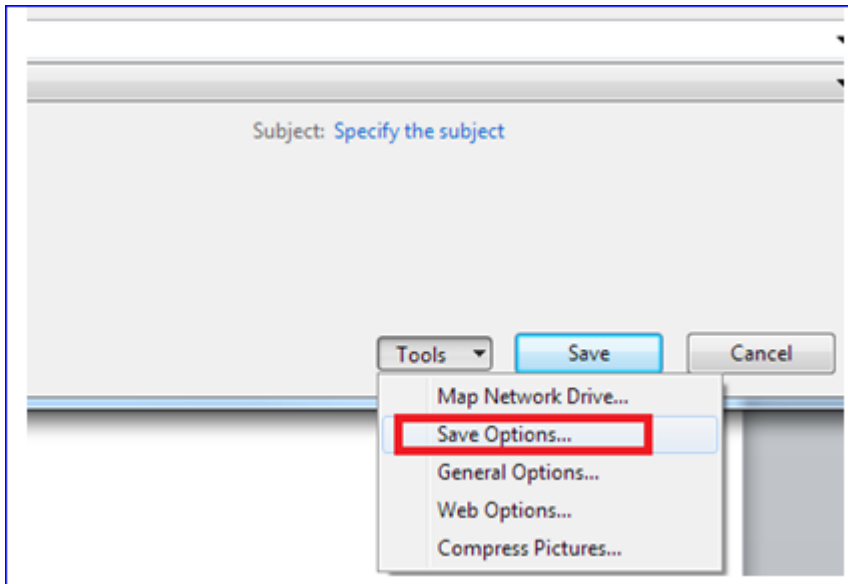 Subject: Specify the subject
Tools Save Cancel
Map Network Drive...
Save Options...
General Options...
Web Options...
Compress Pictures...